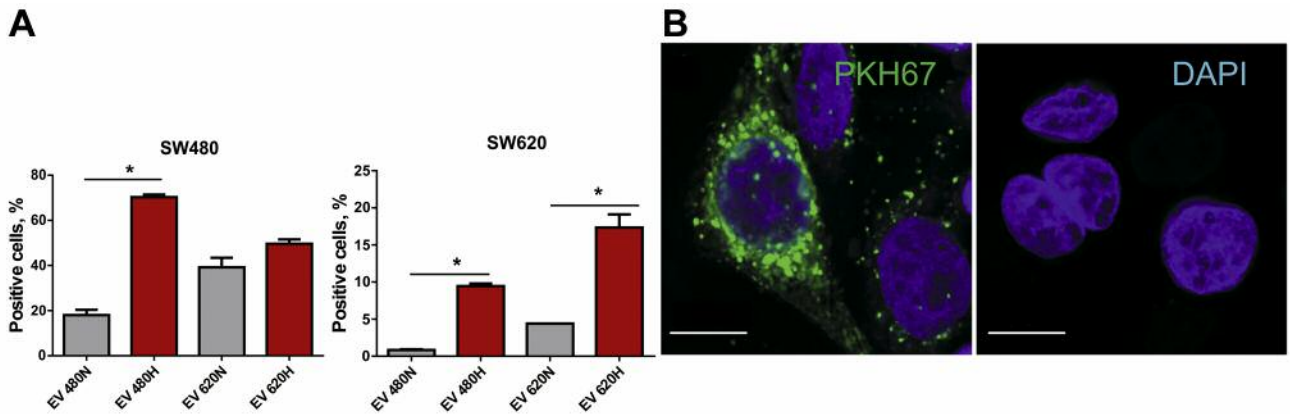 A
SW480
Positive cells, %
80
60
40
20
0
*
EV 480N
EV 480H
EV 620N
EV 620H
SW620
Positive cells, %
25
20
15
10
5
0
*
*
EV 480N
EV 480H
EV 620N
EV 620H
B
PKH67
DAPI